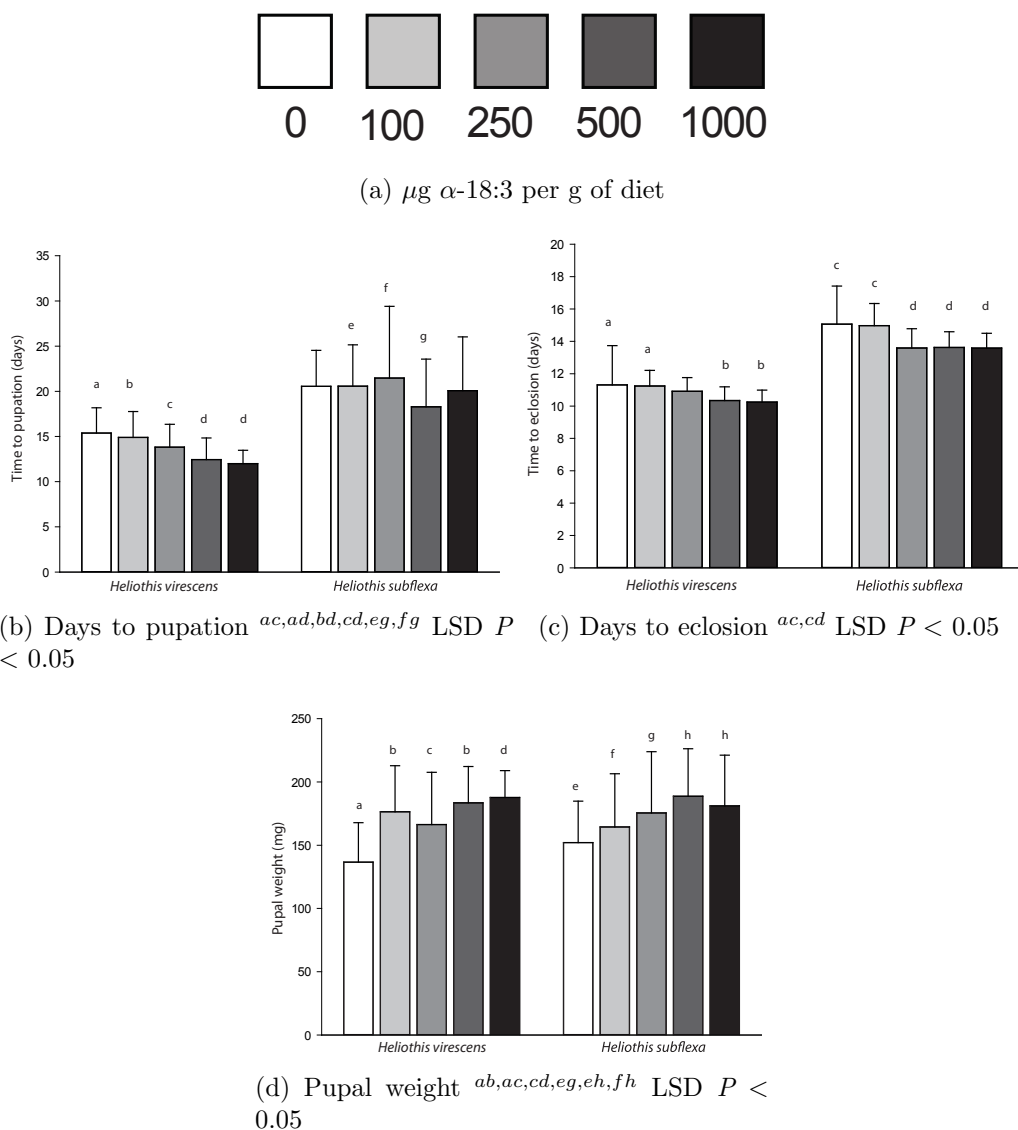 0 100 250 500 1000
(a) μg α-18:3 per g of diet
35
30
25
20
15
10
5
0
Time to pupation (days)
a b c d d e f g
Heliothis virescens Heliothis subflexa
(b) Days to pupation ac,ad,bd,cd,eg,fg LSD P
< 0.05
20
18
16
14
12
10
8
6
4
2
0
Time to eclosion (days)
a a b b c c d d d
Heliothis virescens Heliothis subflexa
(c) Days to eclosion ac,cd LSD P < 0.05
250
200
150
100
50
0
Pupal weight (mg)
a b c b d e f g h h
Heliothis virescens Heliothis subflexa
(d) Pupal weight ab,ac,cd,eg,eh,fh LSD P <
0.05